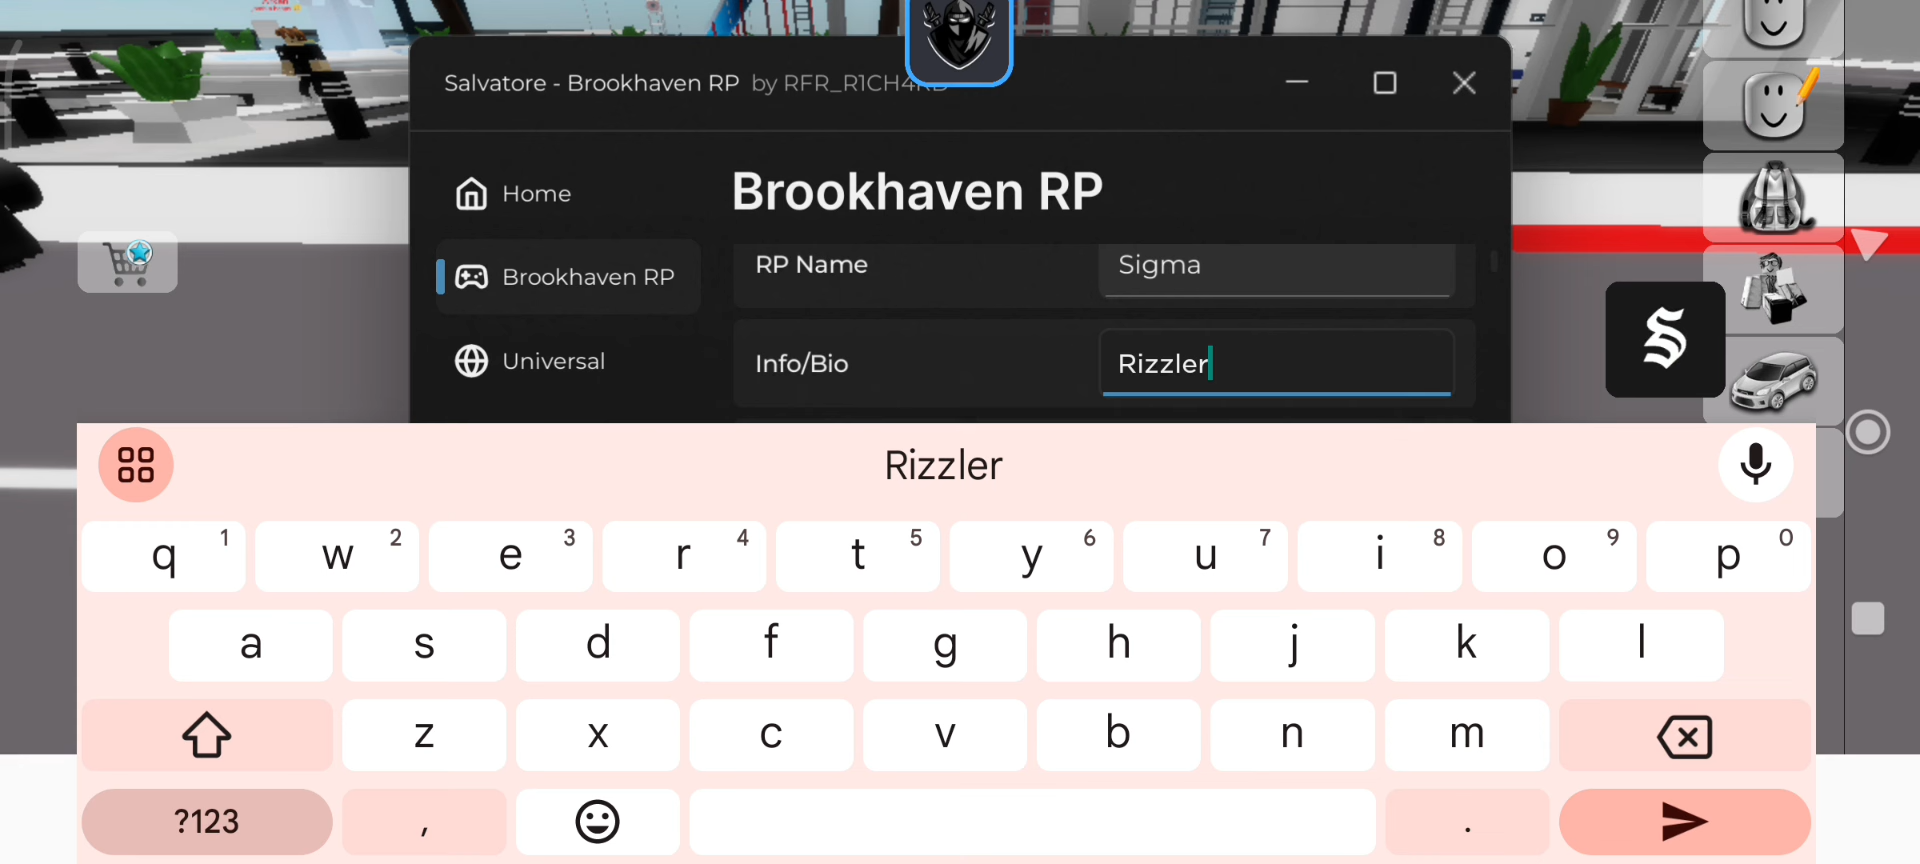 Salvatore - Brookhaven RP by RFR_R1CH4RD
Home
Brookhaven RP
Universal
Brookhaven RP
RP Name
Sigma
Info/Bio
Rizzler
Rizzler
q 1 w 2 e 3 r 4 t 5 y 6 u 7 i 8 o 9 p 0
a s d f g h j k l
z x c v b n m
?123 , .